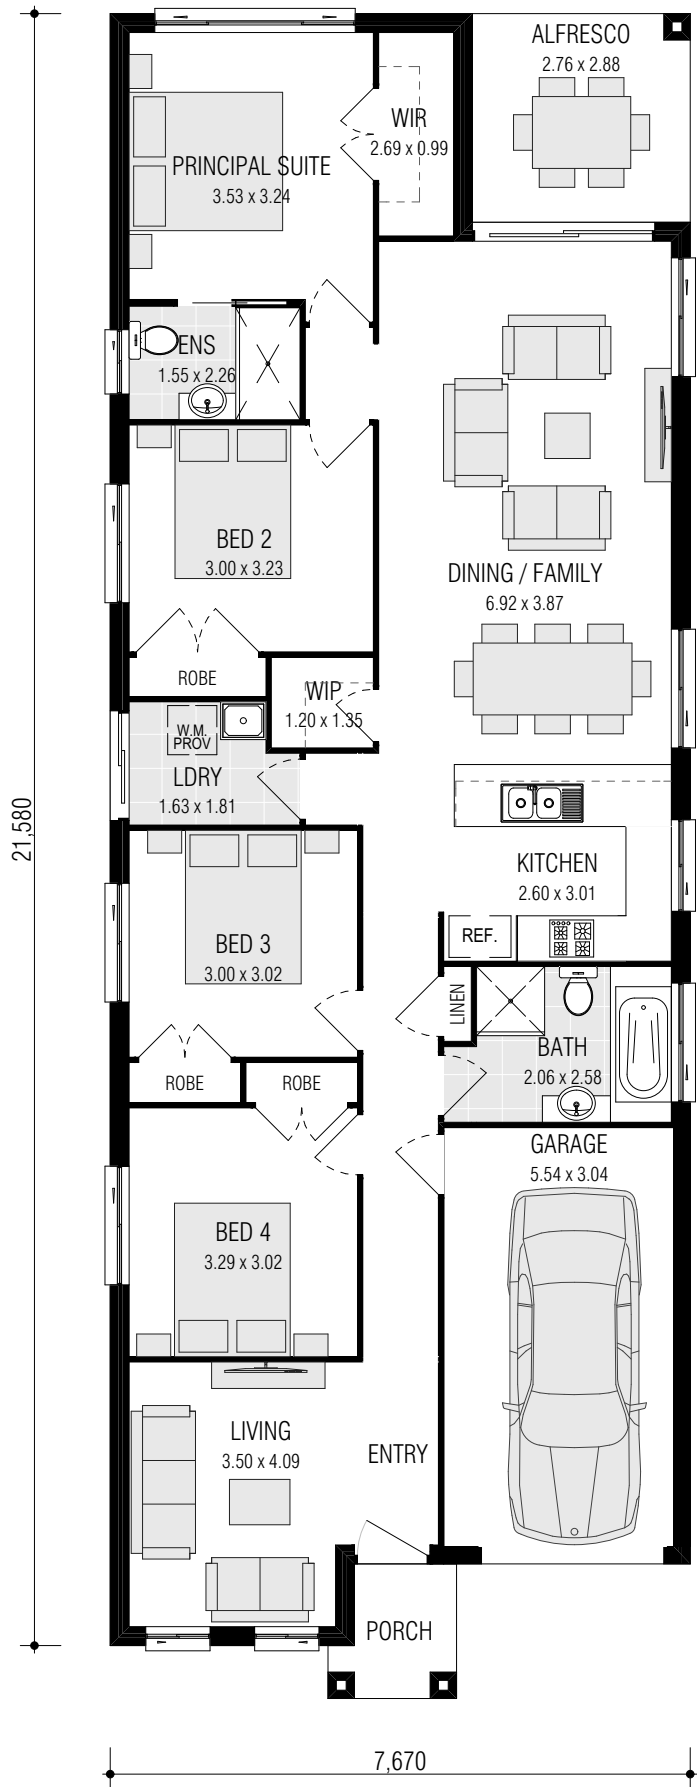 ALFRESCO
2.76 x 2.88
WIR
2.69 x 0.99
PRINCIPAL SUITE
3.53 x 3.24
ENS
1.55 x 2.26
BED 2
3.00 x 3.23
DINING / FAMILY
6.92 x 3.87
ROBE
WIP
1.20 x 1.35
W.M.
PROV
LDRY
1.63 x 1.81
21,580
KITCHEN
2.60 x 3.01
REF.
BED 3
3.00 x 3.02
LINEN
BATH
2.06 x 2.58
ROBE
ROBE
GARAGE
5.54 x 3.04
BED 4
3.29 x 3.02
LIVING
3.50 x 4.09
ENTRY
PORCH
7,670